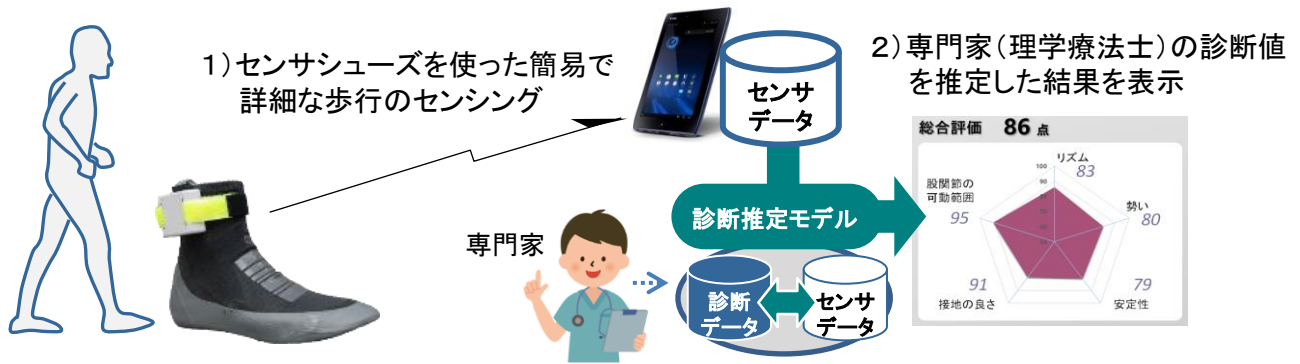 1)センサシューズを使った簡易で
詳細な歩行のセンシング
センサ
データ
2)専門家(理学療法士)の診断値
を推定した結果を表示
総合評価 86 点
リズム
83
勢い
80
79
安定性
91
接地の良さ
股関節の
可動範囲
95
100
90
診断推定モデル
専門家
診断
データ
センサ
データ